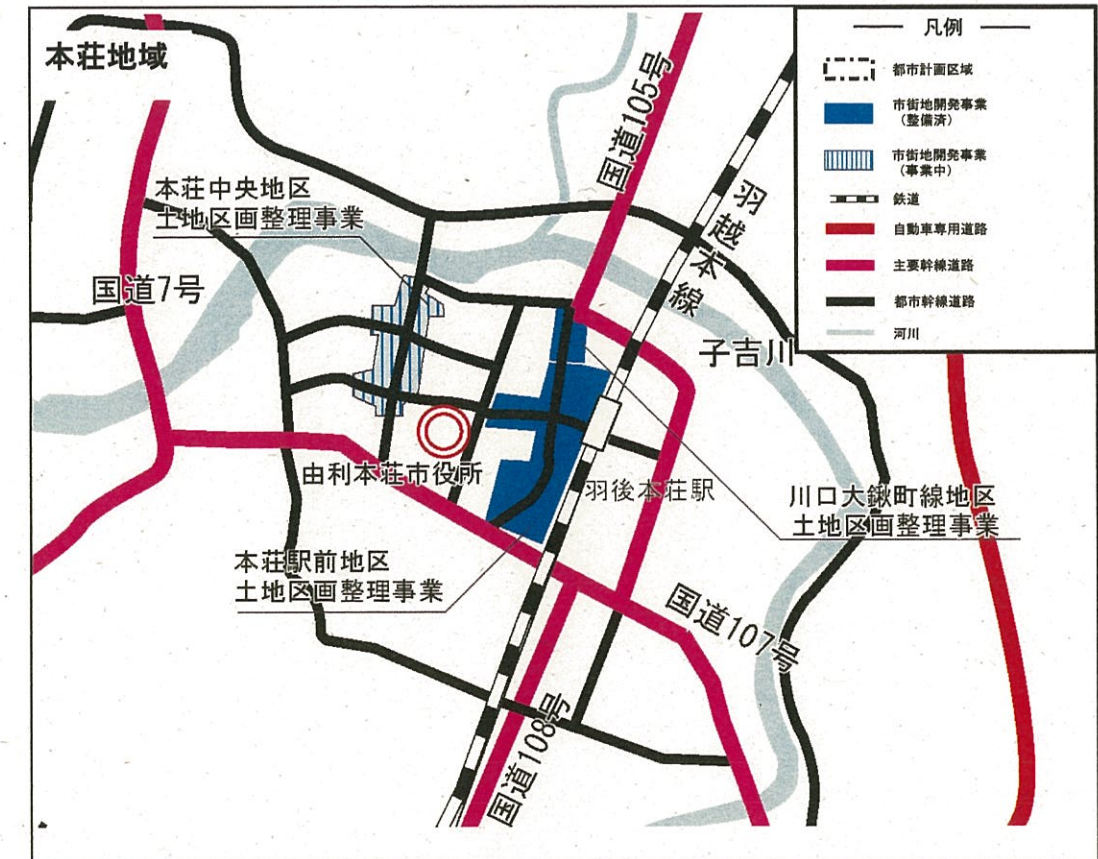 本荘地域
凡例
都市計画区域
市街地開発事業
(整備済)
市街地開発事業
(事業中)
鉄道
自動車専用道路
主要幹線道路
都市幹線道路
河川
国道105号
羽越本線
本荘中央地区
土地区画整理事業
国道7号
子吉川
由利本荘市役所
羽後本荘駅
川口大鍬町線地区
土地区画整理事業
本荘駅前地区
土地区画整理事業
国道107号
国道108号